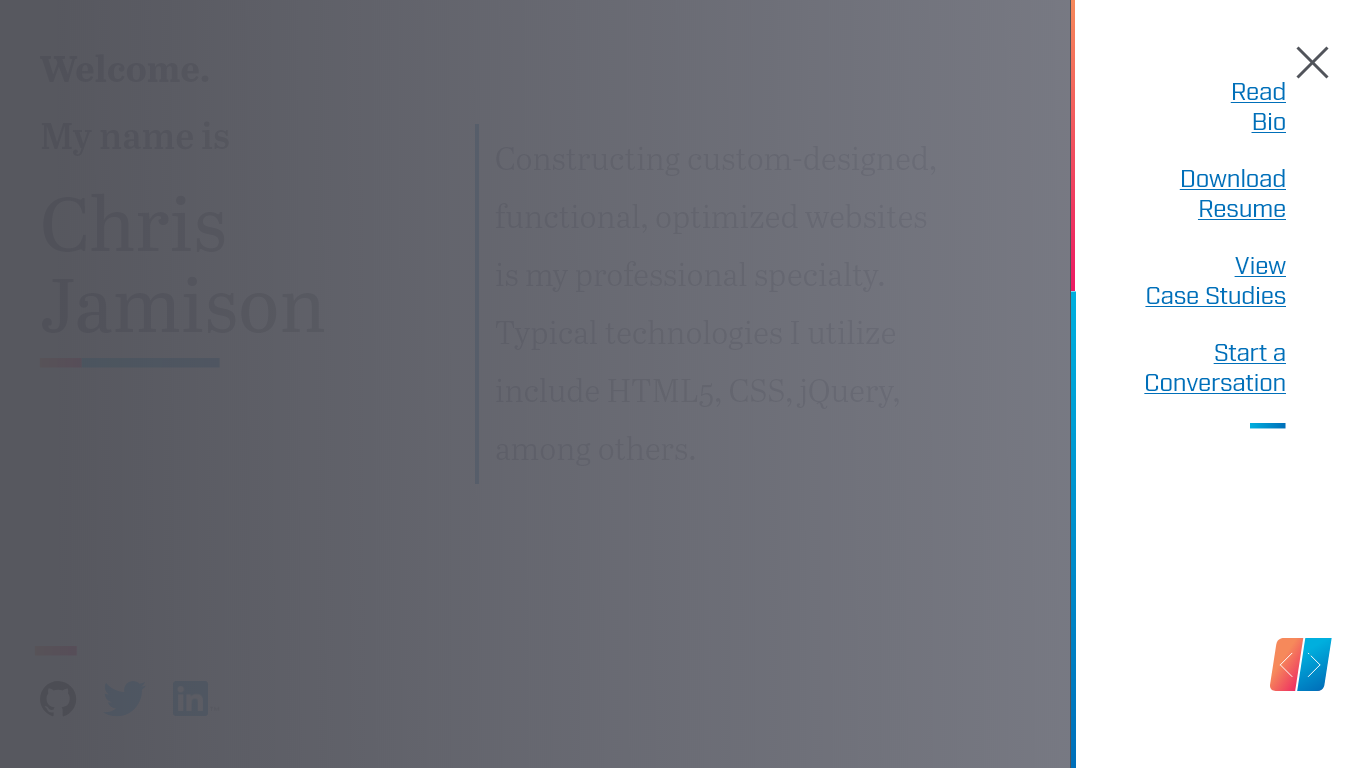 Welcome.
My name is
Chris
Jamison
Constructing custom-designed,
functional, optimized websites
is my professional specialty.
Typical technologies I utilize
include HTML5, CSS, jQuery,
among others.
Read
Bio
Download
Resume
View
Case Studies
Start a
Conversation